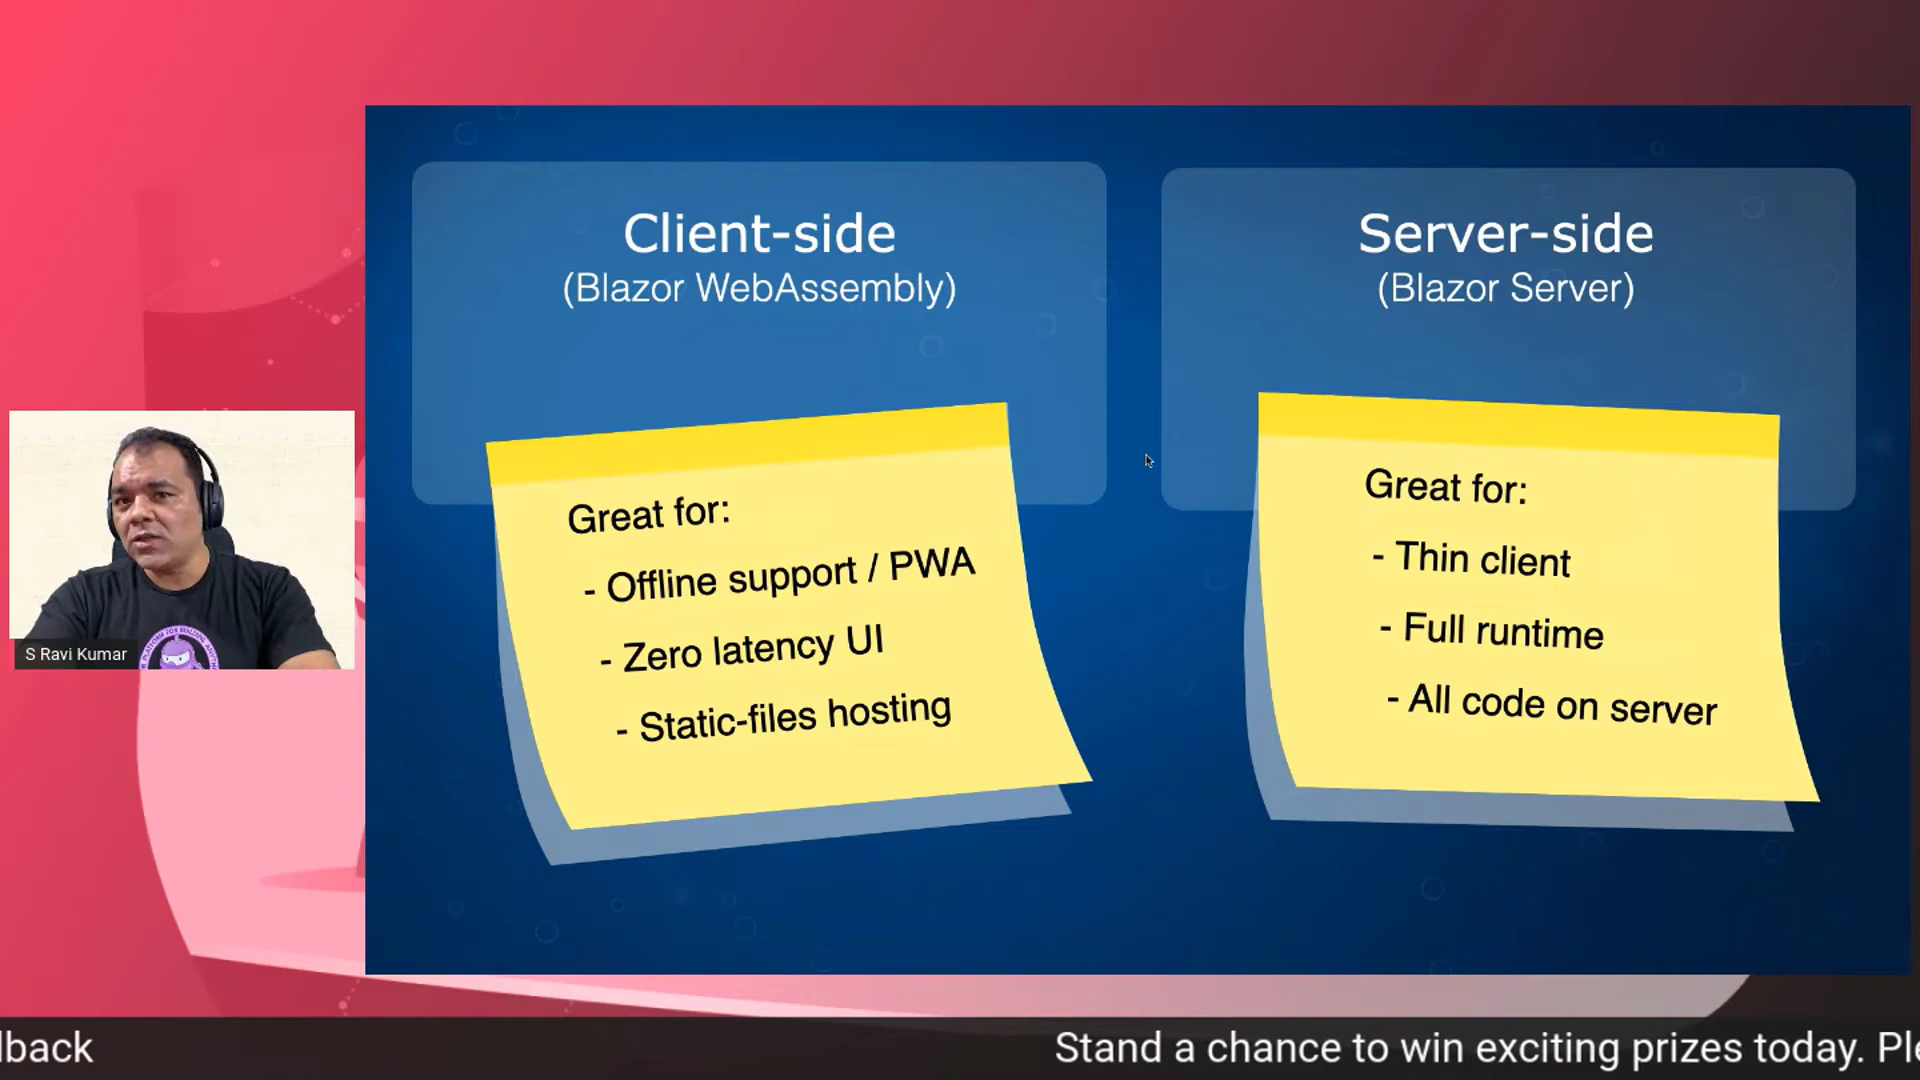 Client-side
(Blazor WebAssembly)
Great for:
- Offline support / PWA
- Zero latency UI
- Static-files hosting
Server-side
(Blazor Server)
Great for:
- Thin client
- Full runtime
- All code on server
S Ravi Kumar
Stand a chance to win exciting prizes today.